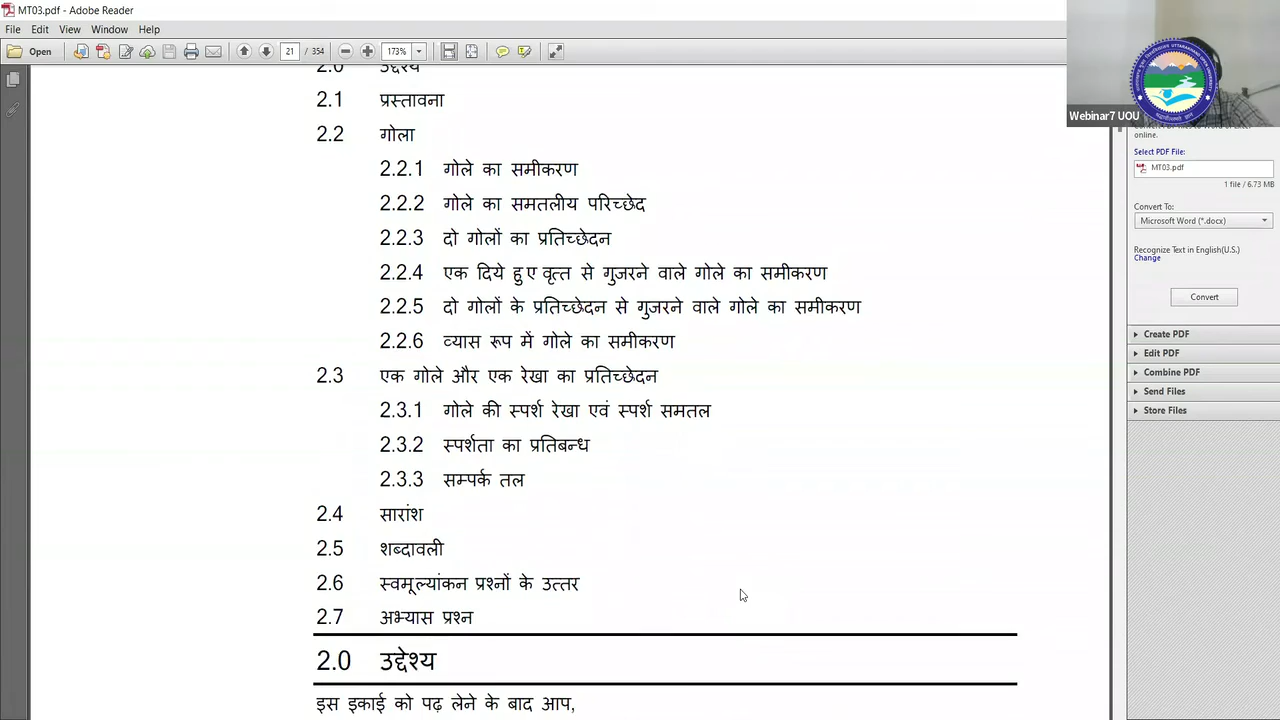 MT03.pdf - Adobe Reader
File Edit View Window Help
Open 21 / 354 173%
Webinar7 UOU
2.0 उद्देश्य
2.1 प्रस्तावना
2.2 गोला
2.2.1 गोले का समीकरण
2.2.2 गोले का समतलीय परिच्छेद
2.2.3 दो गोलों का प्रतिच्छेदन
2.2.4 एक दिये हुए वृत्त से गुजरने वाले गोले का समीकरण
2.2.5 दो गोलों के प्रतिच्छेदन से गुजरने वाले गोले का समीकरण
2.2.6 व्यास रूप में गोले का समीकरण
2.3 एक गोले और एक रेखा का प्रतिच्छेदन
2.3.1 गोले की स्पर्श रेखा एवं स्पर्श समतल
2.3.2 स्पर्शता का प्रतिबन्ध
2.3.3 सम्पर्क तल
2.4 सारांश
2.5 शब्दावली
2.6 स्वमूल्यांकन प्रश्नों के उत्तर
2.7 अभ्यास प्रश्न
2.0 उद्देश्य
इस इकाई को पढ़ लेने के बाद आप,
online.
Select PDF File:
MT03.pdf
1 file / 6.73 MB
Convert To:
Microsoft Word (*.docx)
Recognize Text in English(U.S.)
Change
Convert
Create PDF
Edit PDF
Combine PDF
Send Files
Store Files